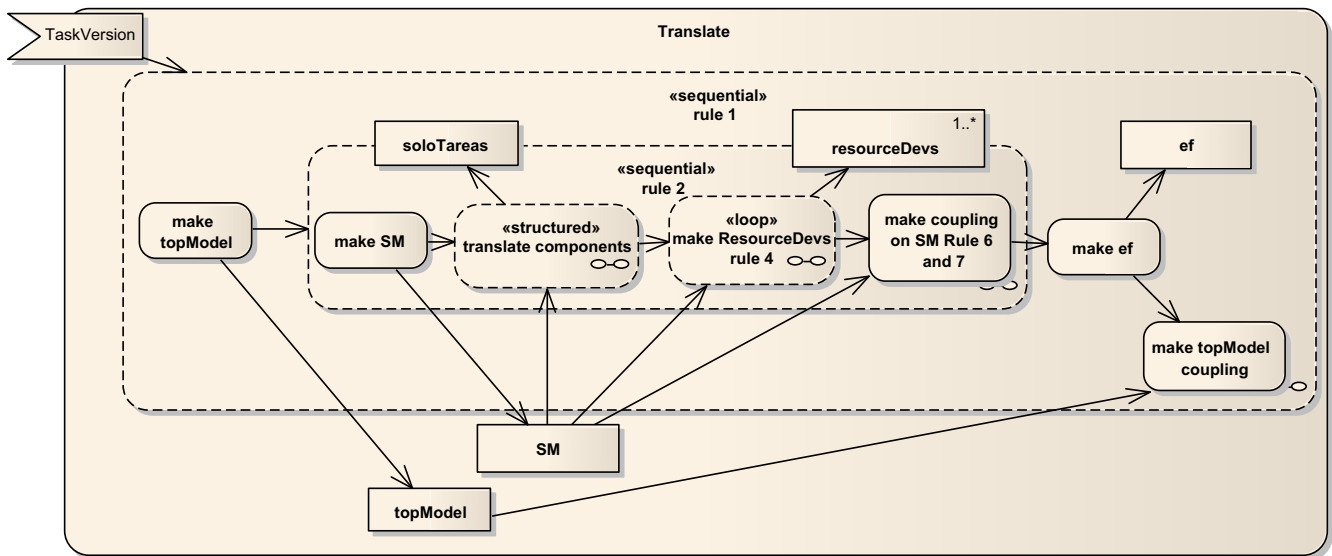 TaskVersion
Translate
«sequential»
rule 1
soloTareas
1..*
resourceDevs
ef
«sequential»
rule 2
make
topModel
make SM
«structured»
translate components
«loop»
make ResourceDevs
rule 4
make coupling
on SM Rule 6
and 7
make ef
make topModel
coupling
SM
topModel